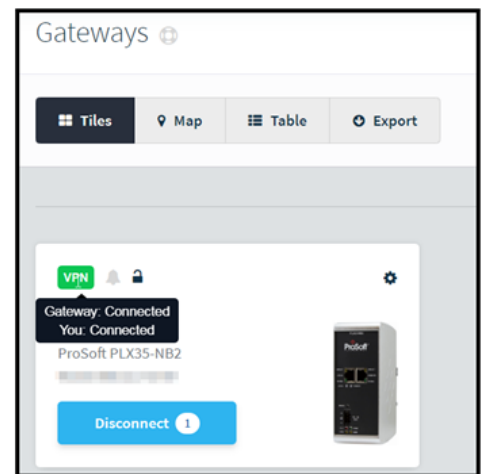 Gateways
Tiles
Map
Table
Export
VPN
Gateway: Connected
You: Connected
ProSoft PLX35-NB2
ProSoft
Disconnect 1